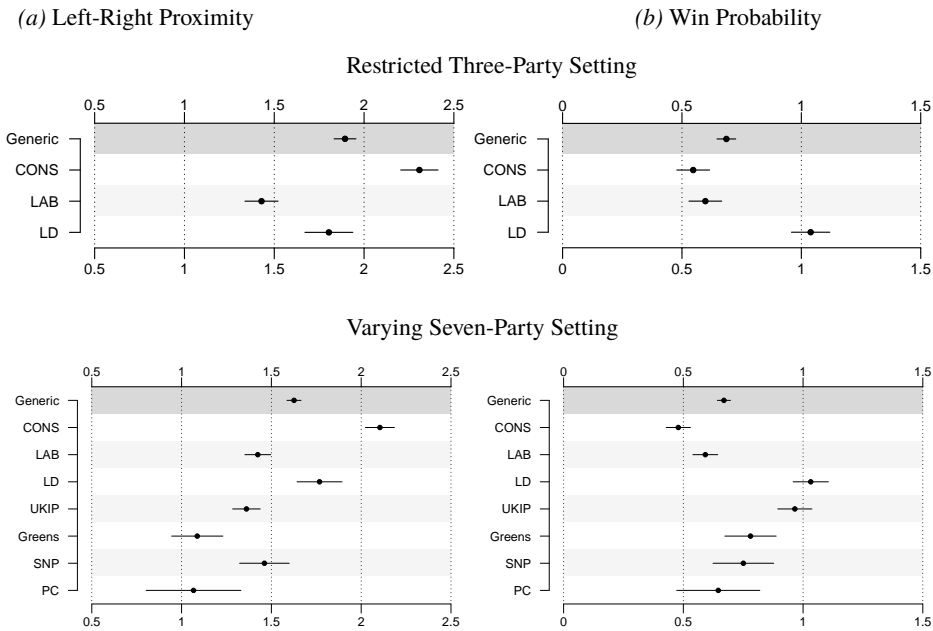 (a) Left-Right Proximity (b) Win Probability
Restricted Three-Party Setting
0.5 1 1.5 2 2.5 0 0.5 1 1.5
Generic Generic
CONS CONS
LAB LAB
LD LD
0.5 1 1.5 2 2.5 0 0.5 1 1.5
Varying Seven-Party Setting
0.5 1 1.5 2 2.5 0 0.5 1 1.5
Generic Generic
CONS CONS
LAB LAB
LD LD
UKIP UKIP
Greens Greens
SNP SNP
PC PC
0.5 1 1.5 2 2.5 0 0.5 1 1.5